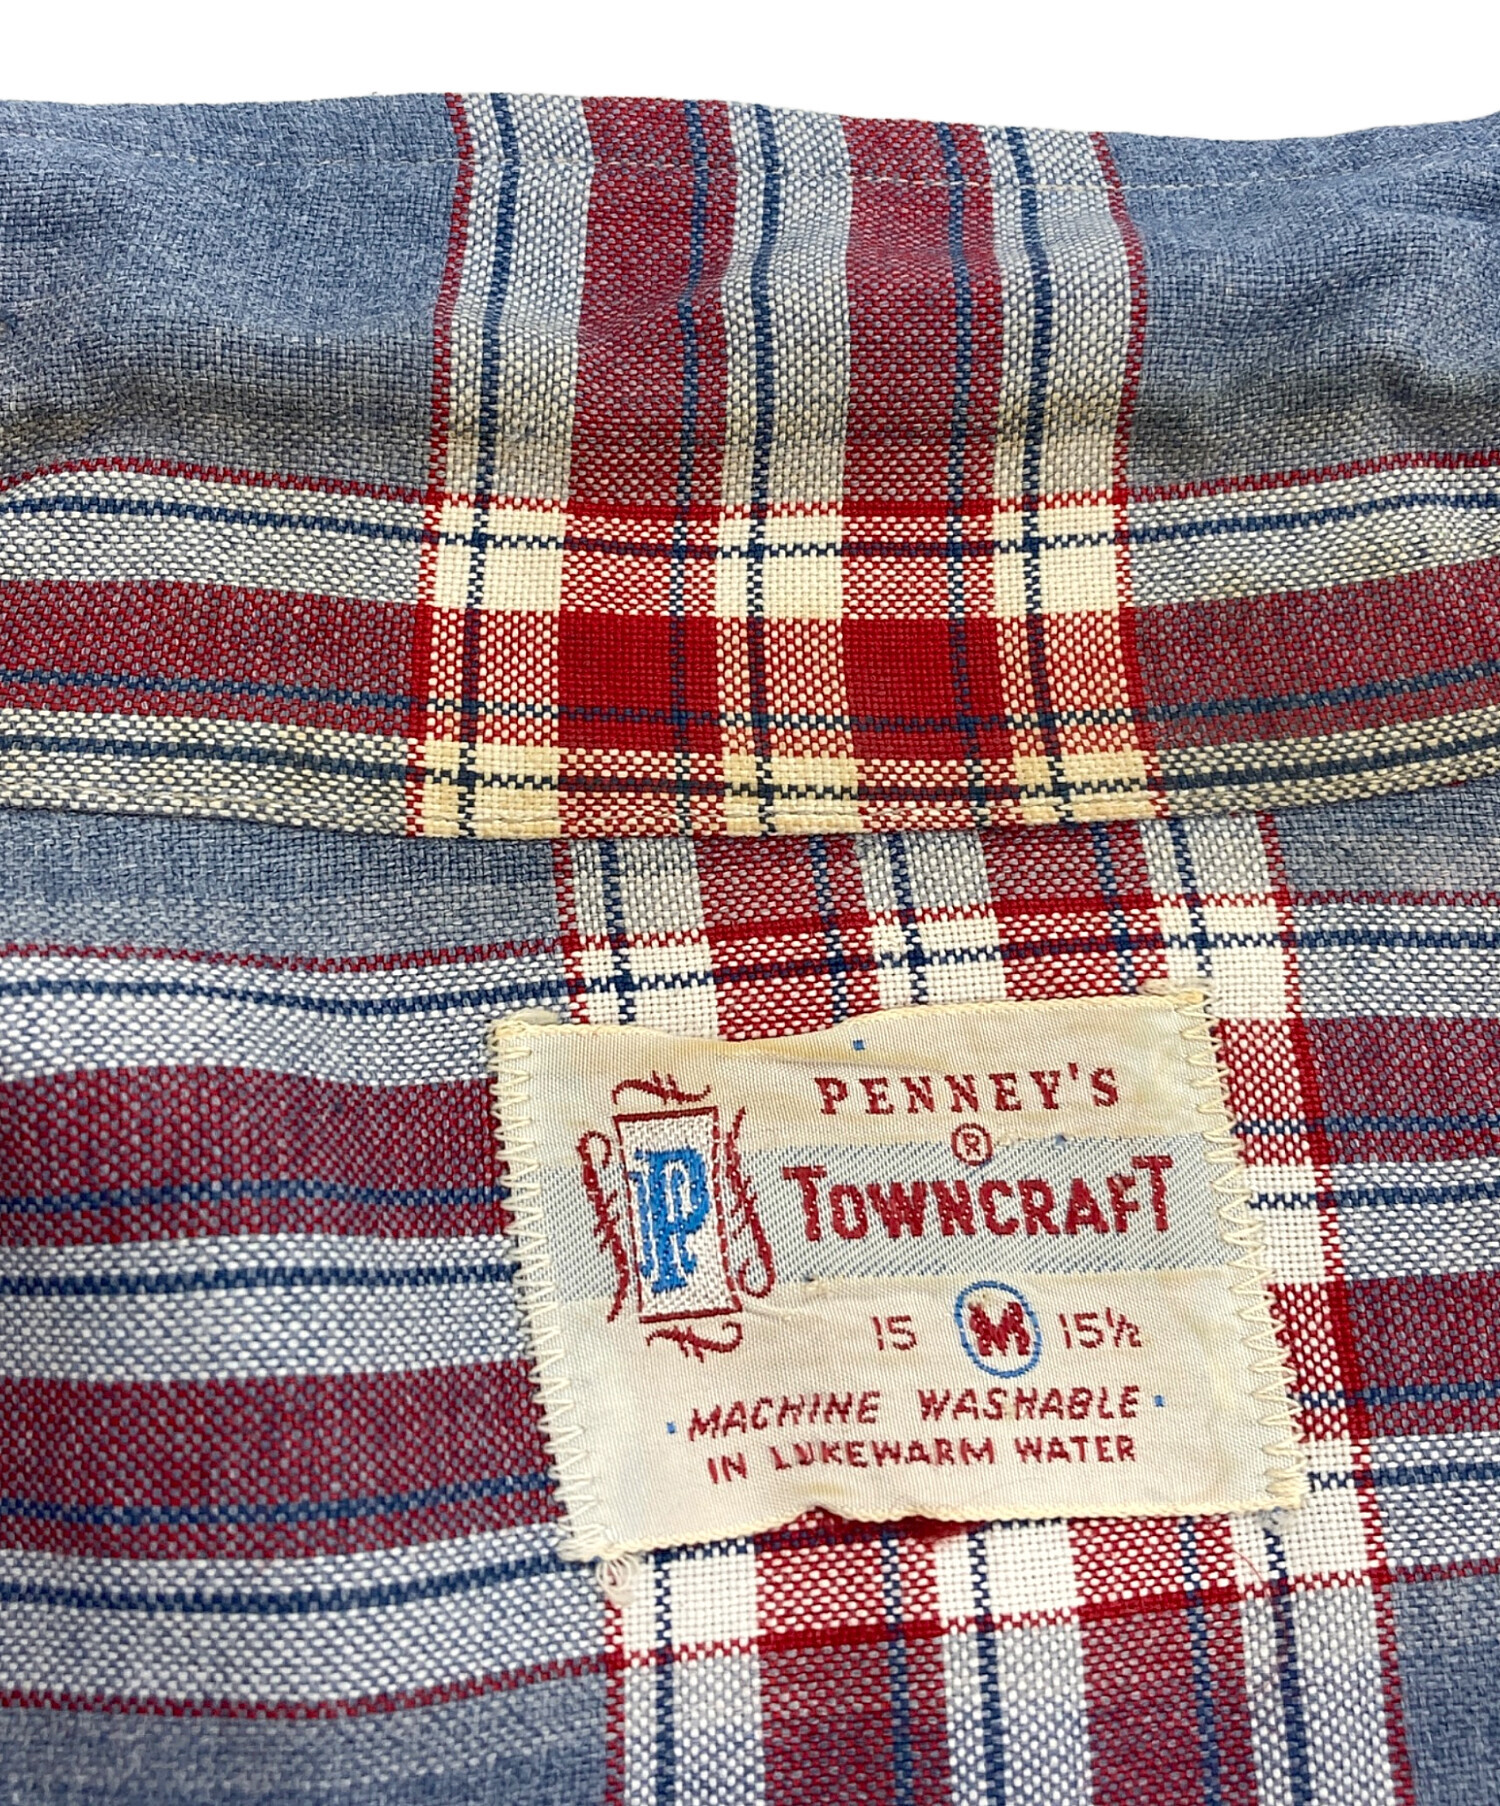 PENNEY'S
®
P TOWNCRAFT
15 M 15½
· MACHINE WASHABLE ·
IN LUKEWARM WATER